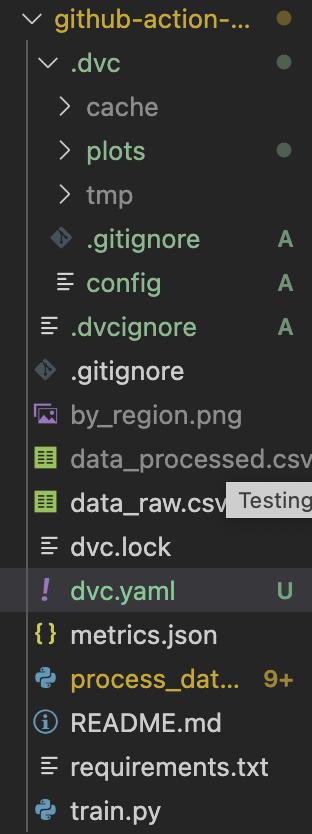 github-action-...
.dvc
cache
plots
tmp
.gitignore A
config A
.dvcignore A
.gitignore
by_region.png
data_processed.csv
data_raw.csv Testing
dvc.lock
! dvc.yaml U
{} metrics.json
process_dat... 9+
README.md
requirements.txt
train.py